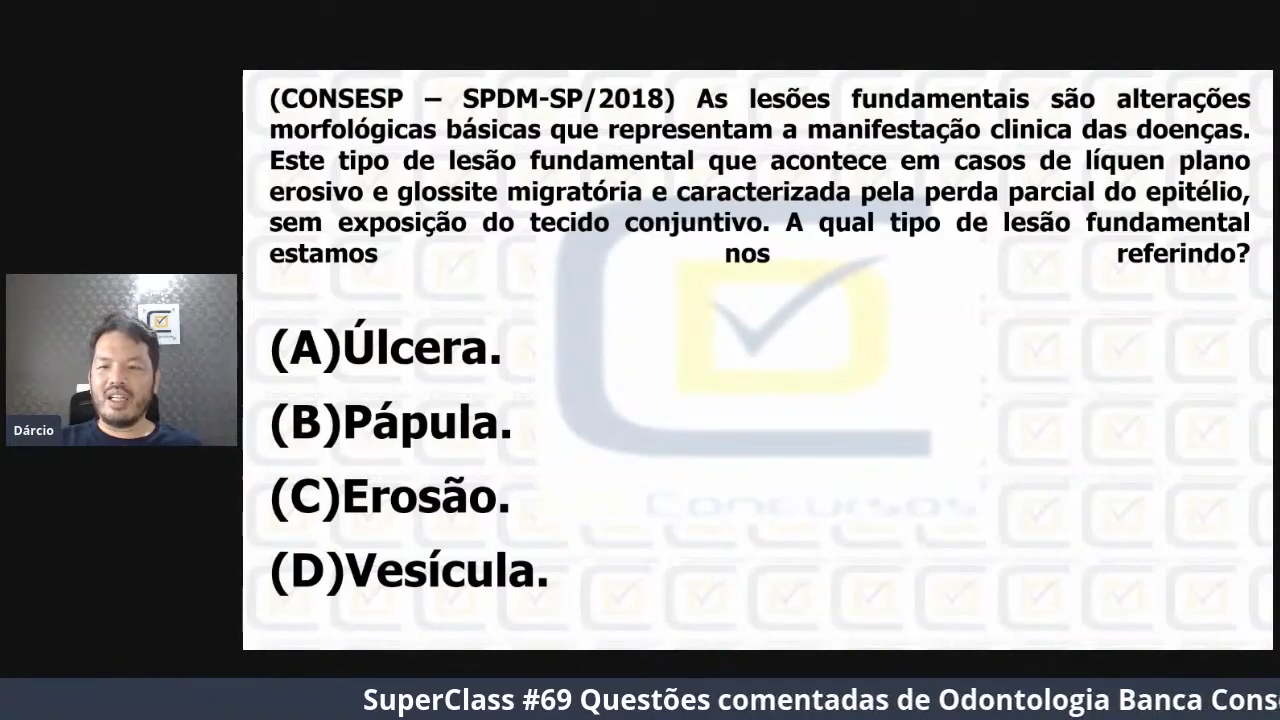 (CONSESP – SPDM-SP/2018) As lesões fundamentais são alterações
morfológicas básicas que representam a manifestação clinica das doenças.
Este tipo de lesão fundamental que acontece em casos de líquen plano
erosivo e glossite migratória e caracterizada pela perda parcial do epitélio,
sem exposição do tecido conjuntivo. A qual tipo de lesão fundamental
estamos nos referindo?
(A)Úlcera.
(B)Pápula.
(C)Erosão.
(D)Vesícula.
Concursos
Dárcio
SuperClass #69 Questões comentadas de Odontologia Banca Cons